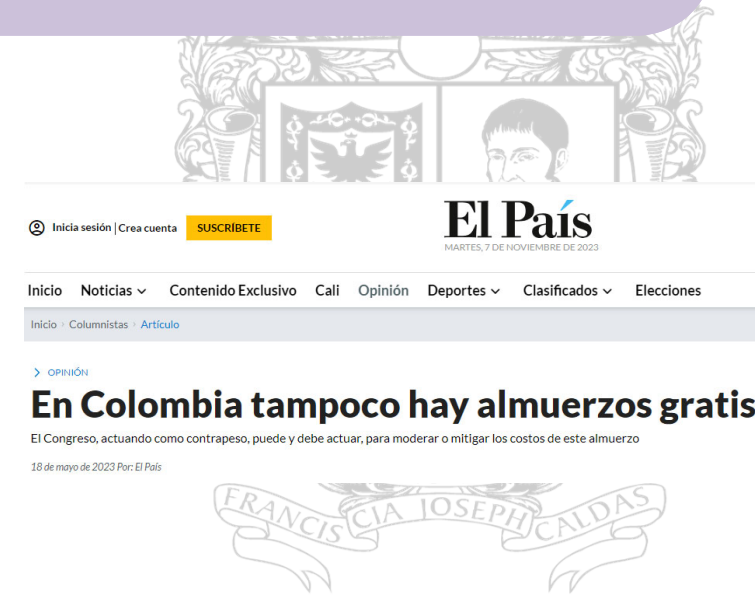 Inicia sesión | Crea cuenta SUSCRÍBETE
El País
MARTES, 7 DE NOVIEMBRE DE 2023
Inicio Noticias Contenido Exclusivo Cali Opinión Deportes Clasificados Elecciones
Inicio Columnistas Artículo
OPINIÓN
En Colombia tampoco hay almuerzos gratis
El Congreso, actuando como contrapeso, puede y debe actuar, para moderar o mitigar los costos de este almuerzo
18 de mayo de 2023 Por: El País
FRANCIS CIA JOSEPH CALDAS